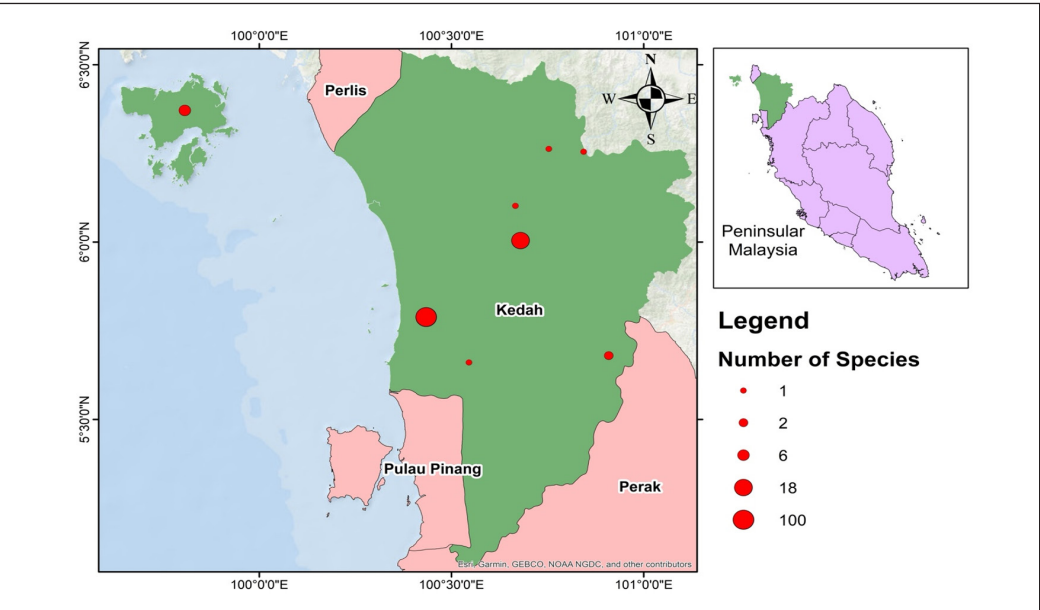 100°0'0"E 100°30'0"E 101°0'0"E
6°30'0"N
6°0'0"N
5°30'0"N
Perlis
Kedah
Pulau Pinang
Perak
N
W E
S
Esri, Garmin, GEBCO, NOAA NGDC, and other contributors
100°0'0"E 100°30'0"E 101°0'0"E
Peninsular
Malaysia
Legend
Number of Species
1
2
6
18
100